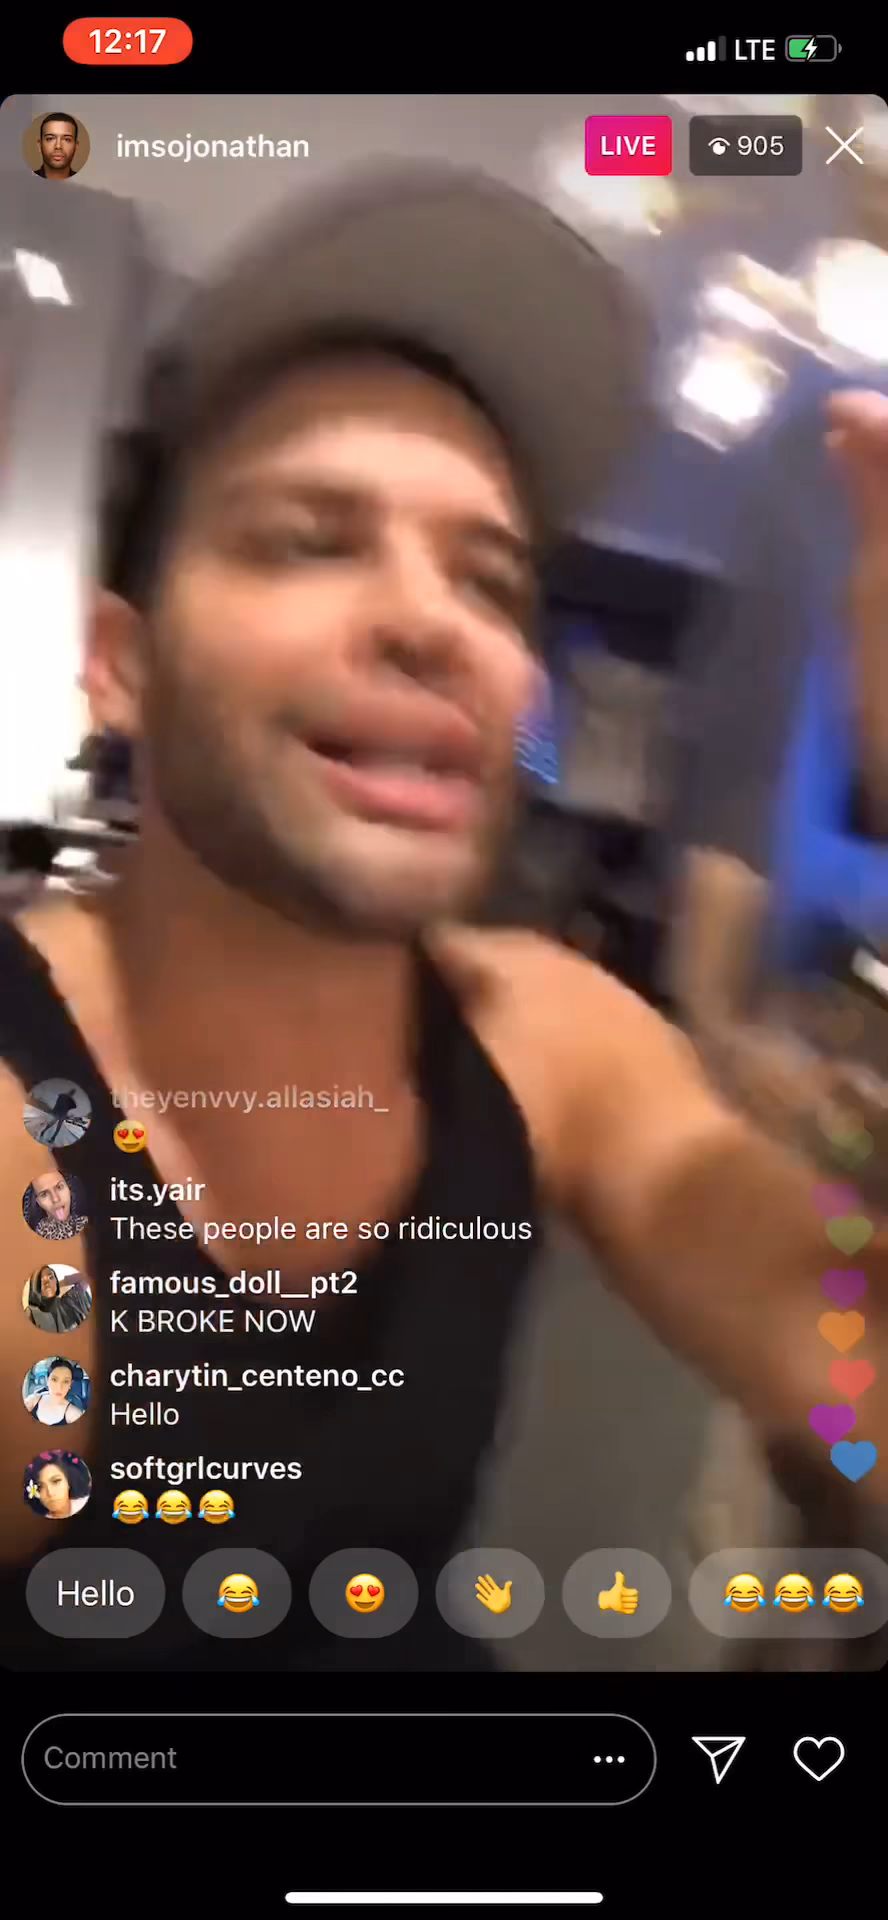 12:17
LTE
imsojonathan
LIVE
905
theyenvvy.allasiah_
😍
its.yair
These people are so ridiculous
famous_doll__pt2
K BROKE NOW
charytin_centeno_cc
Hello
softgrlcurves
😂😂😂
Hello 😂 😍 👋 👍 😂😂😂
Comment